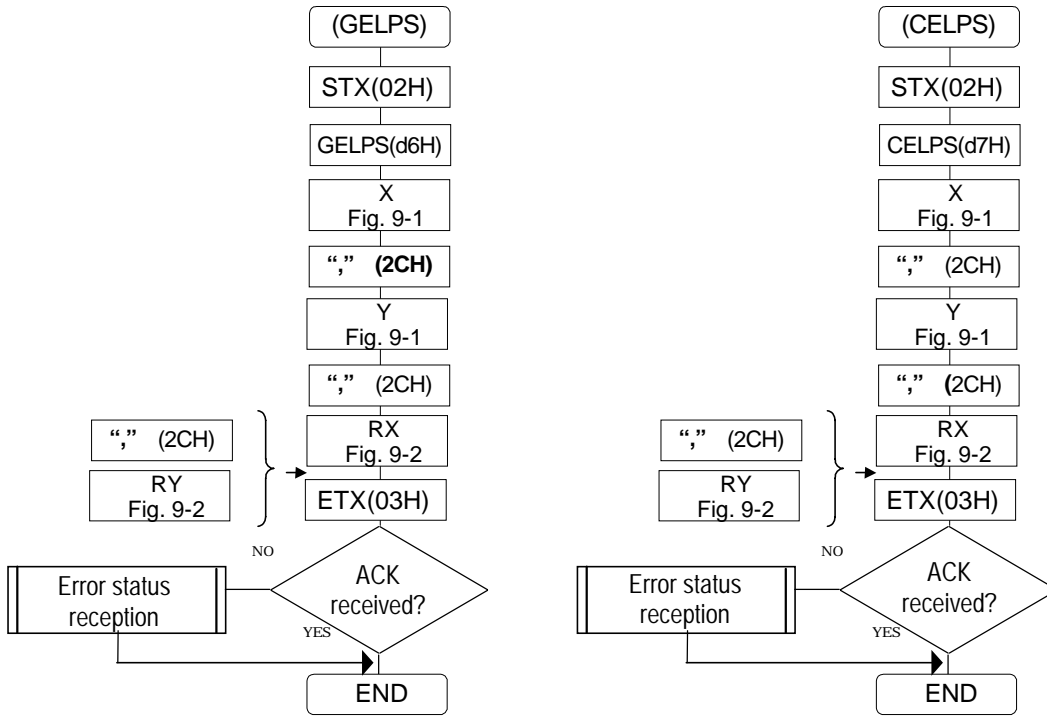 (GELPS)
STX(02H)
GELPS(d6H)
X
Fig. 9-1
“,” (2CH)
Y
Fig. 9-1
“,” (2CH)
RX
Fig. 9-2
“,” (2CH)
RY
Fig. 9-2
ETX(03H)
NO
ACK
received?
Error status
reception
YES
END
(CELPS)
STX(02H)
CELPS(d7H)
X
Fig. 9-1
“,” (2CH)
Y
Fig. 9-1
“,” (2CH)
RX
Fig. 9-2
“,” (2CH)
RY
Fig. 9-2
ETX(03H)
NO
ACK
received?
Error status
reception
YES
END